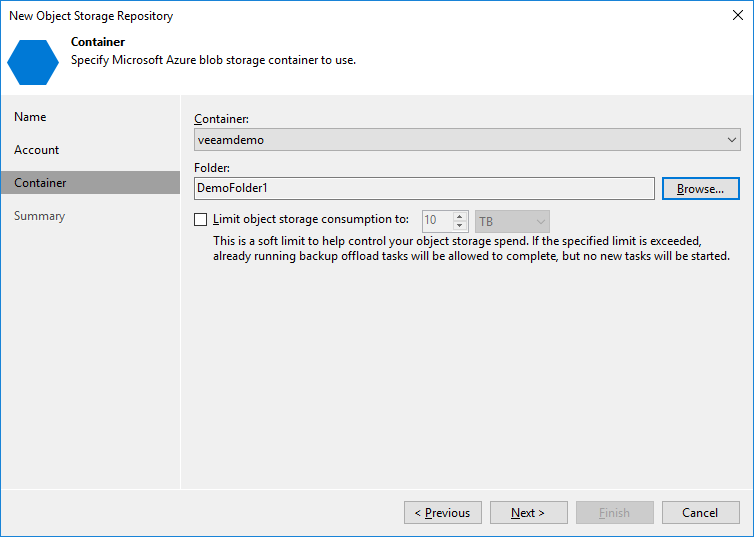 New Object Storage Repository
Container
Specify Microsoft Azure blob storage container to use.
Name
Account
Container
Summary
Container:
veeamdemo
Folder:
DemoFolder1
Browse...
Limit object storage consumption to:
10
TB
This is a soft limit to help control your object storage spend. If the specified limit is exceeded,
already running backup offload tasks will be allowed to complete, but no new tasks will be started.
< Previous
Next >
Finish
Cancel